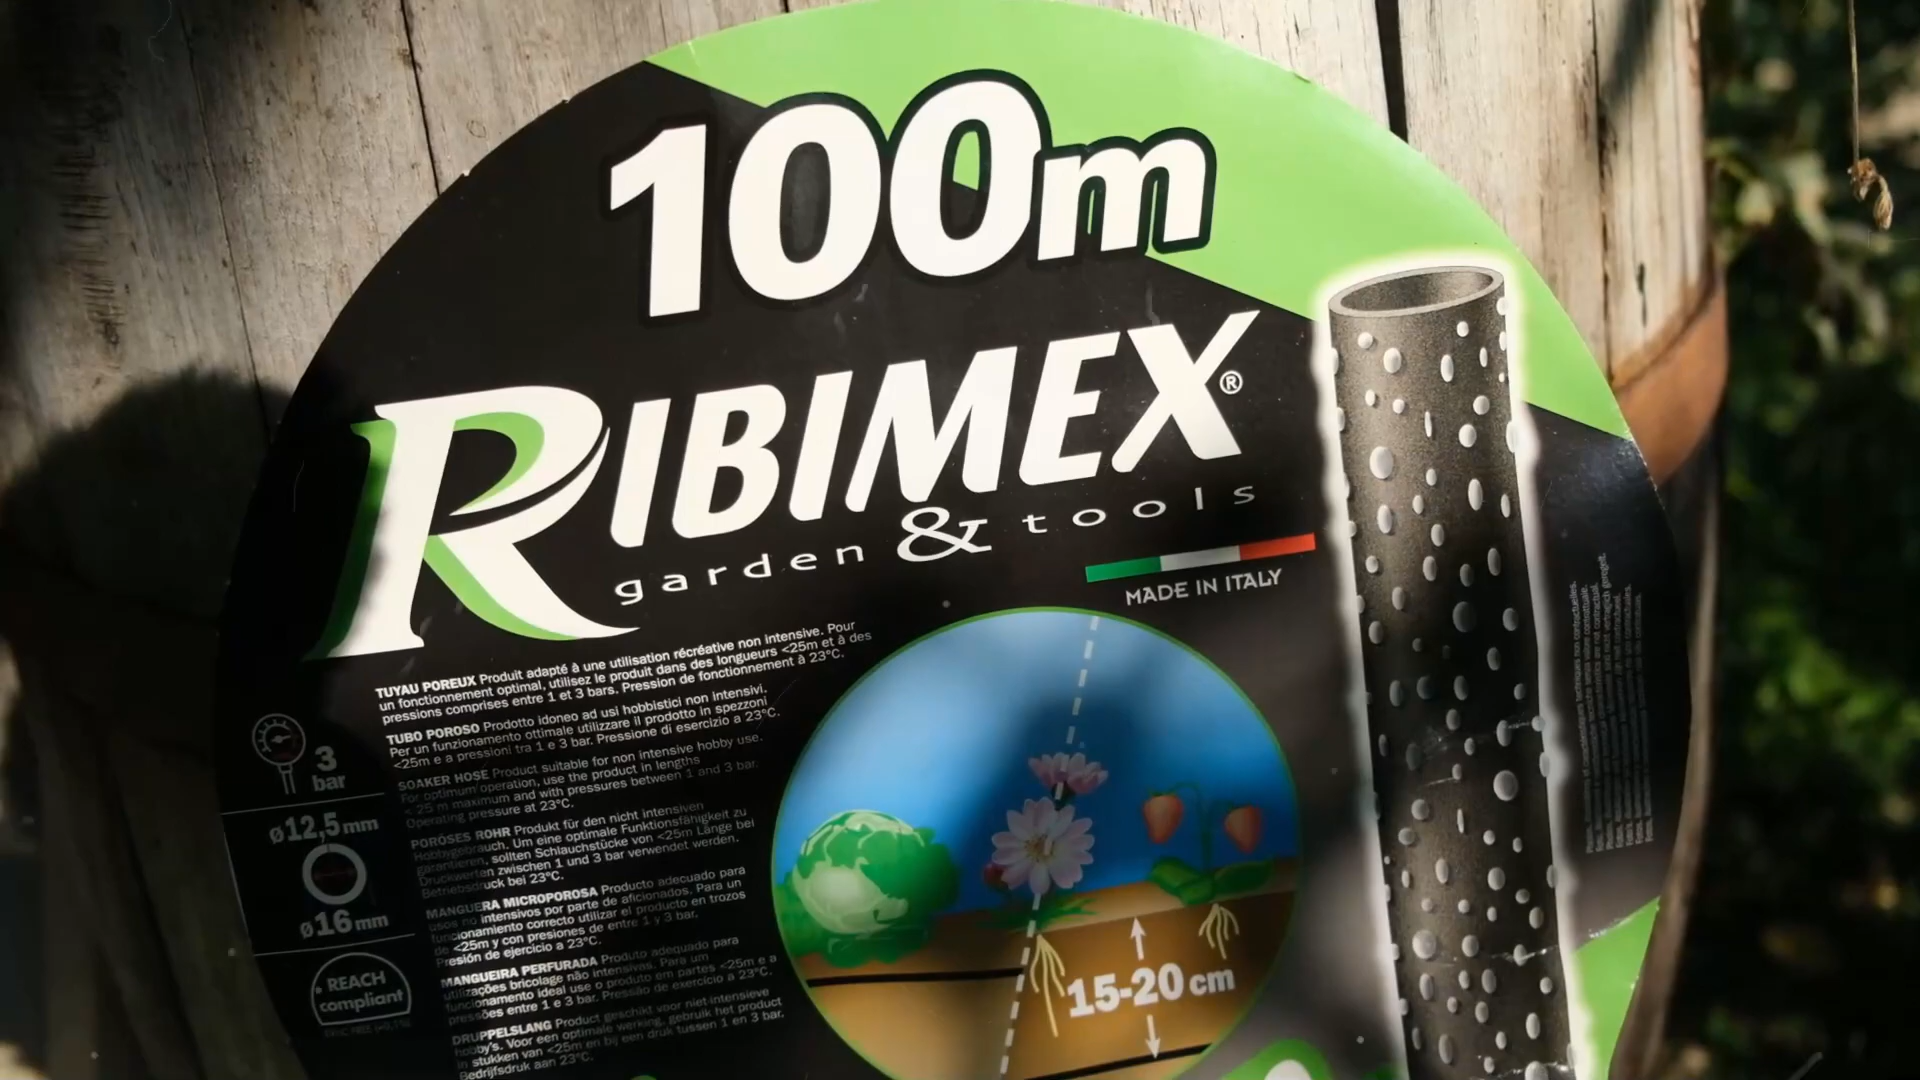 100m
RIBIMEX®
garden & tools
MADE IN ITALY
TUYAU POREUX Produit adapté à une utilisation récréative non intensive. Pour
un fonctionnement optimal, utilisez le produit dans des longueurs <25m et à des
pressions comprises entre 1 et 3 bars. Pression de fonctionnement à 23°C.
TUBO POROSO Prodotto idoneo ad usi hobbistici non intensivi.
Per un funzionamento ottimale utilizzare il prodotto in spezzoni
<25m e a pressioni tra 1 e 3 bar. Pressione di esercizio a 23°C.
SOAKER HOSE Product suitable for non intensive hobby use.
For optimum operation, use the product in lengths
< 25 m maximum and with pressures between 1 and 3 bar.
Operating pressure at 23°C.
PORÖSES ROHR Produkt für den nicht intensiven
Hobbygebrauch. Um eine optimale Funktionsfähigkeit zu
garantieren, sollten Schlauchstücke von <25m Länge bei
Druckwerten zwischen 1 und 3 bar verwendet werden.
Betriebsdruck bei 23°C.
MANGUERA MICROPOROSA Producto adecuado para
usos no intensivos por parte de aficionados. Para un
funcionamiento correcto utilizar el producto en trozos
de <25m y con presiones de entre 1 y 3 bar.
Presión de ejercicio a 23°C.
MANGUEIRA PERFURADA Produto adequado para
utilizações bricolage não intensivas. Para um
funcionamento ideal use o produto om partes <25m e a
pressões entre 1 e 3 bar. Pressão de exercicio a 23°C.
DRUPPELSLANG Product geschikt voor niet-intensieve
hobby's. Voor een optimale werking, gebruik het product
in stukken van <25m en bij een druk tussen 1 en 3 bar.
Bedrijfsdruk aan 23°C.
3
bar
ø12,5mm
ø16mm
REACH
compliant
15-20cm